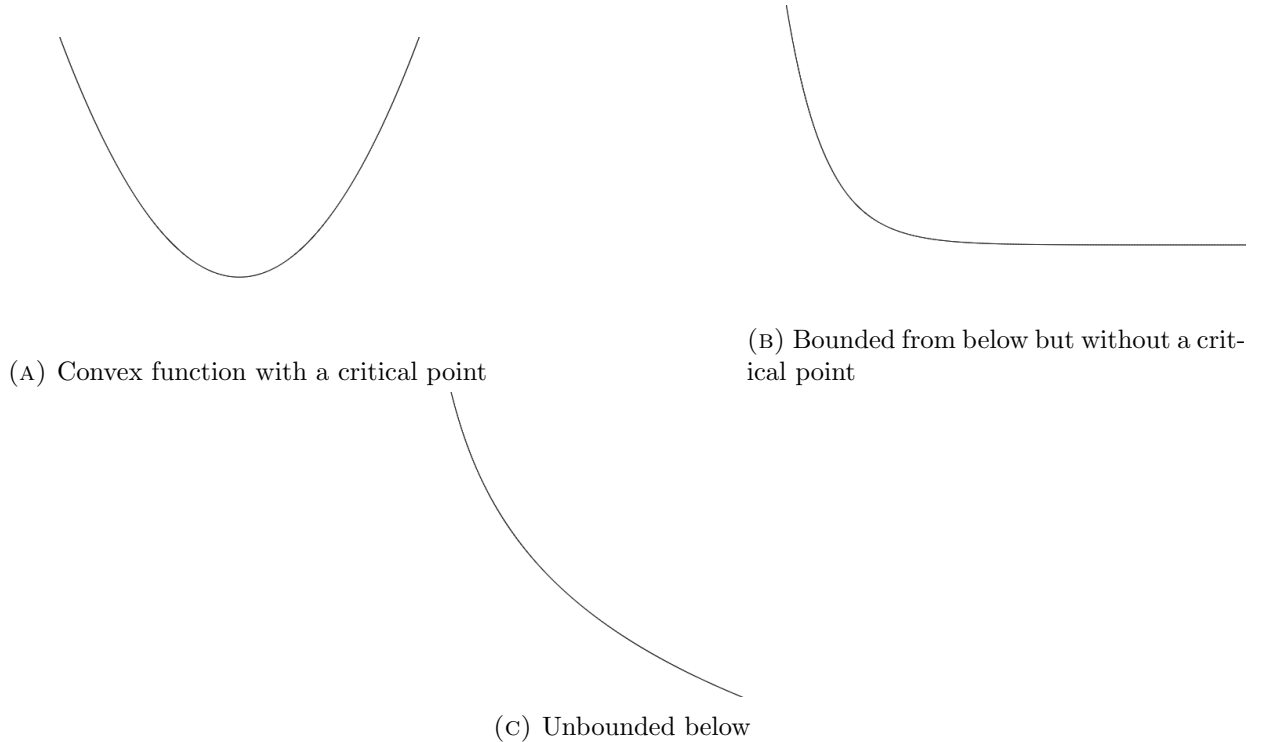 (A) Convex function with a critical point
(B) Bounded from below but without a crit-
ical point
(C) Unbounded below